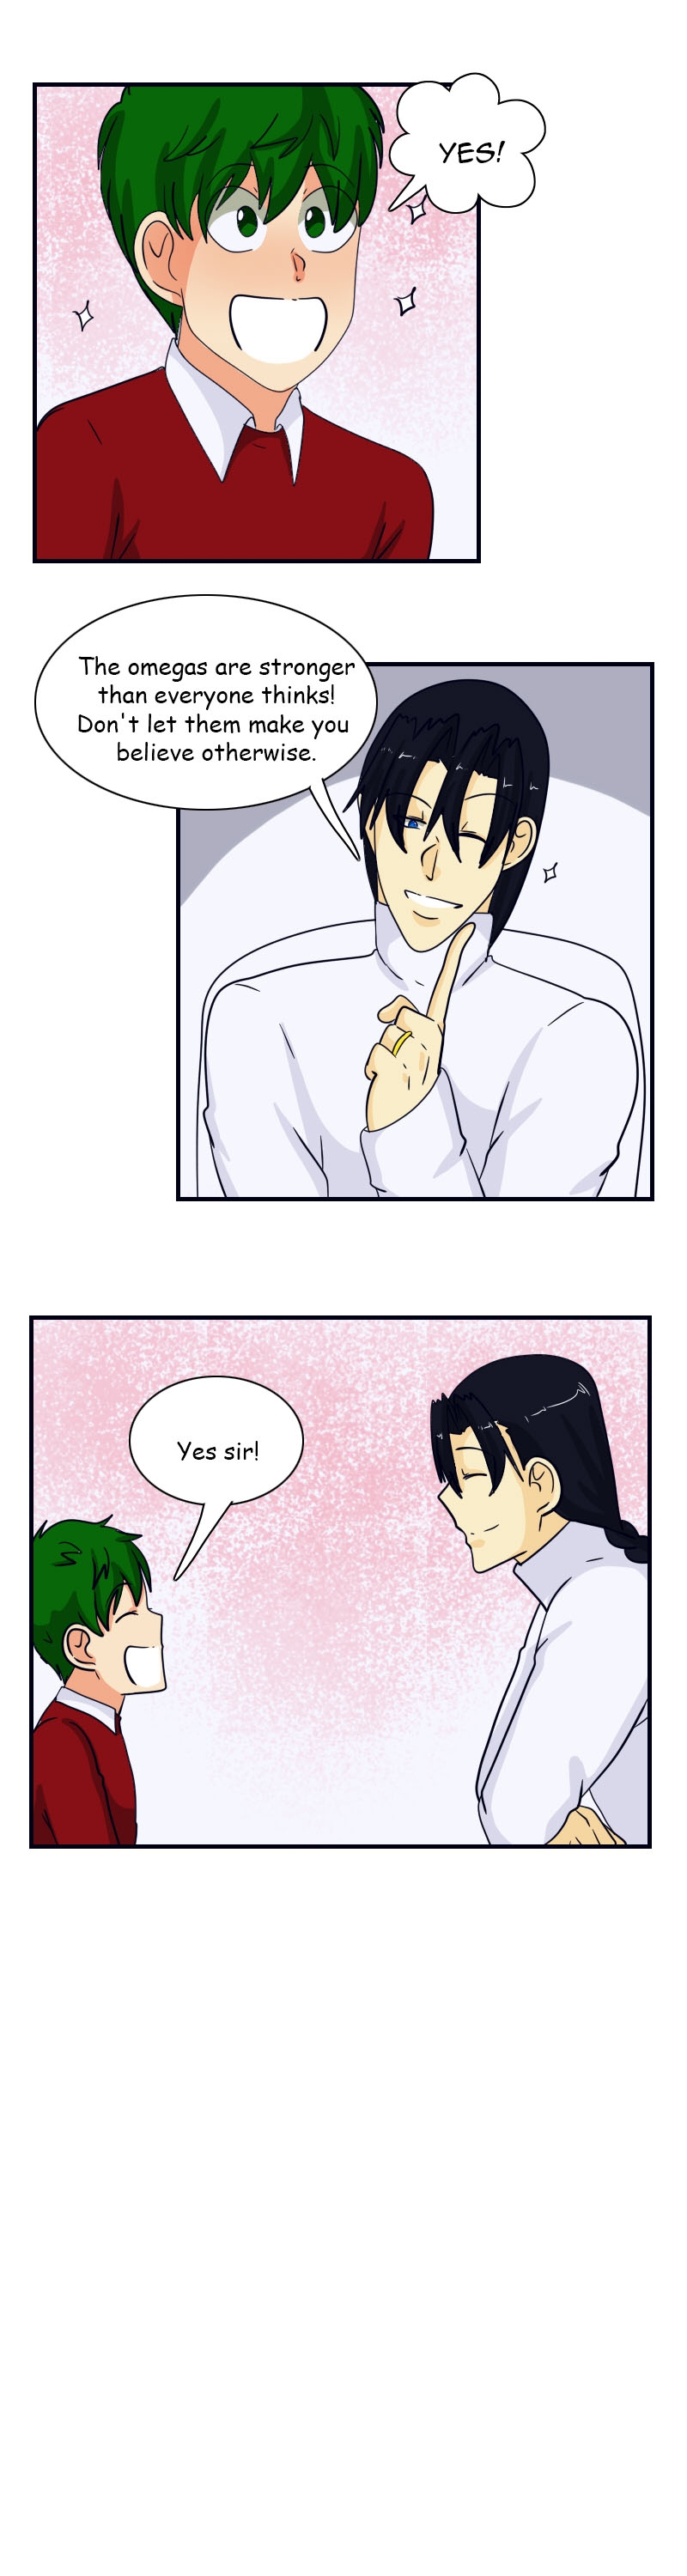 YES!
The omegas are stronger
than everyone thinks!
Don't let them make you
believe otherwise.
Yes sir!